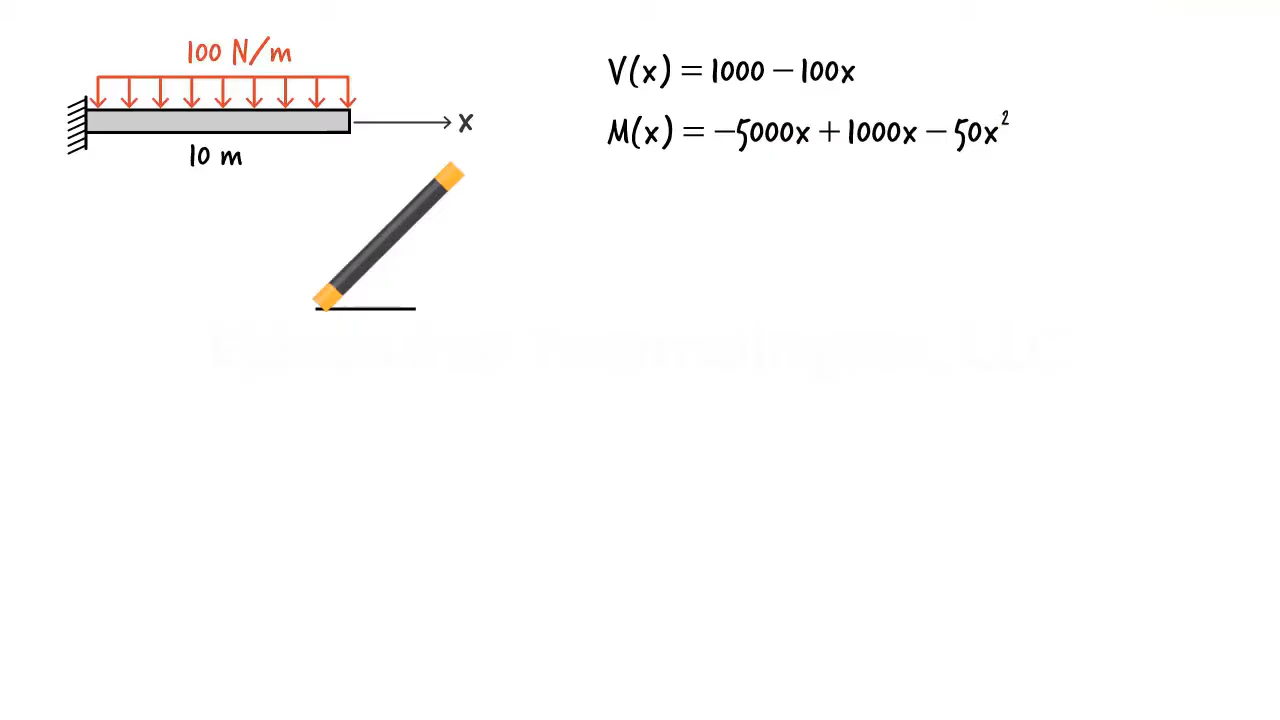 100 N/m
10 m
x
V(x) = 1000 − 100x
M(x) = −5000x + 1000x − 50x²